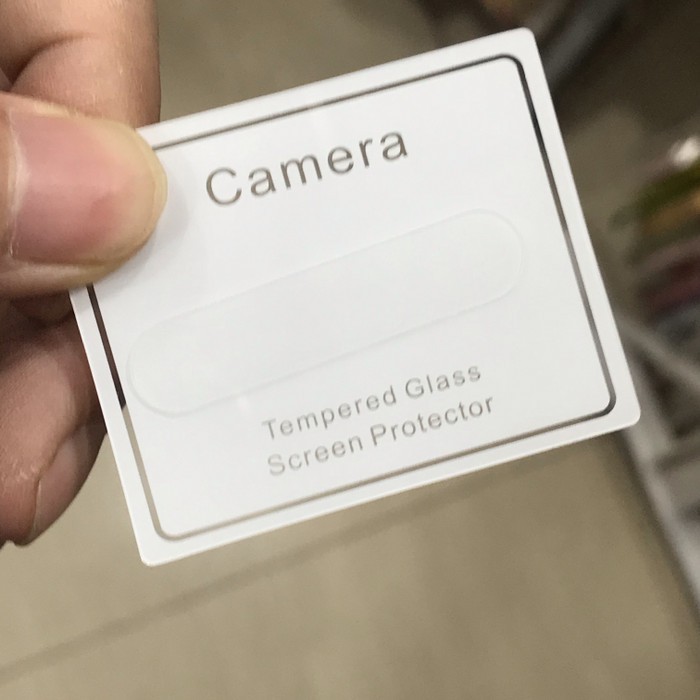 Camera
Tempered Glass
Screen Protector